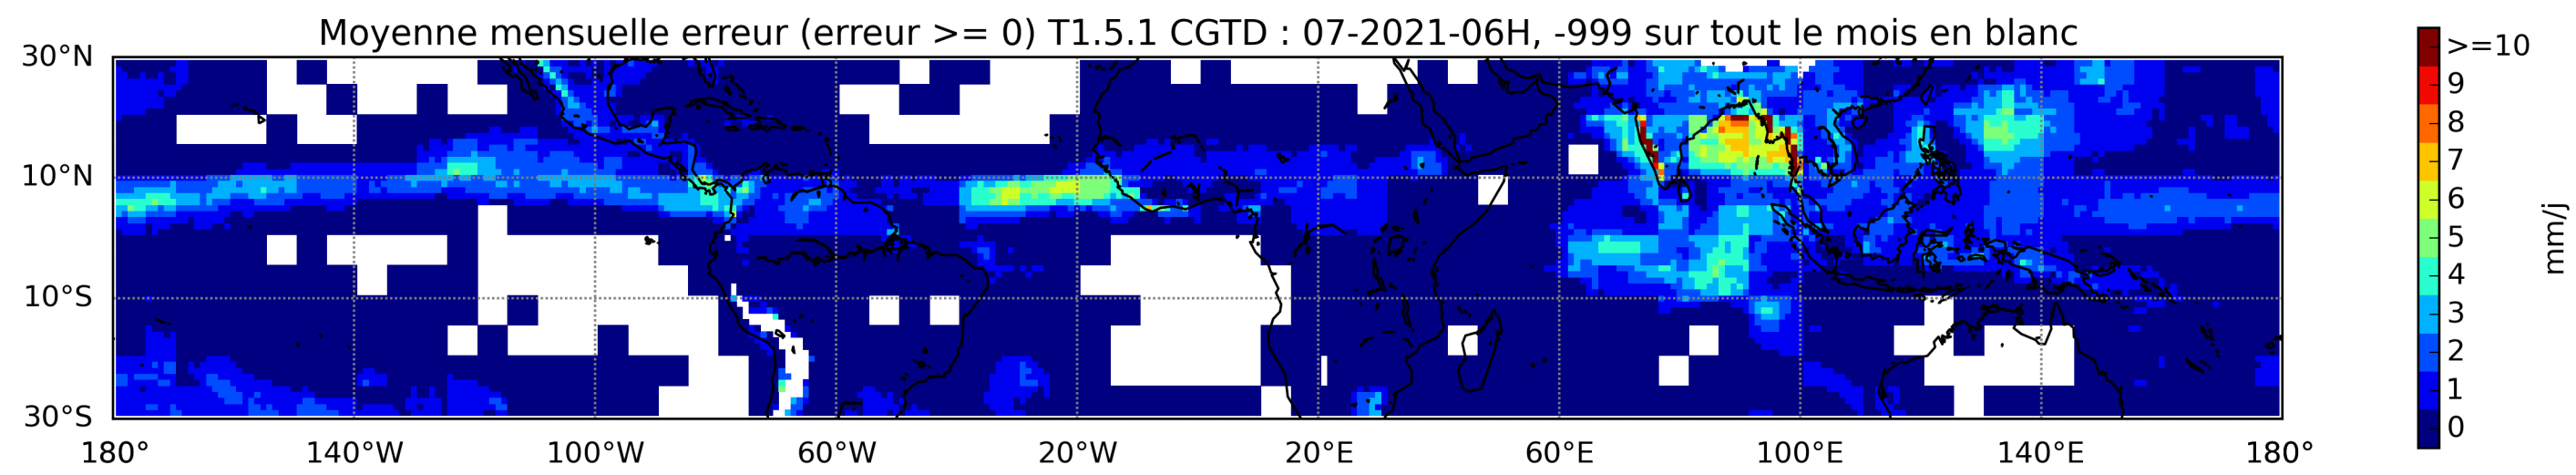 Moyenne mensuelle erreur (erreur >= 0) T1.5.1 CGTD : 07-2021-06H, -999 sur tout le mois en blanc
30°N
10°N
10°S
30°S
180° 140°W 100°W 60°W 20°W 20°E 60°E 100°E 140°E 180°
>=10
9
8
7
6
5
4
3
2
1
0
mm/j